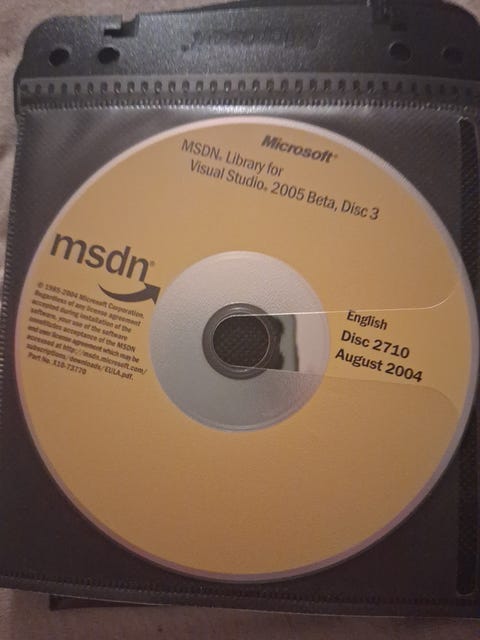 Microsoft®
MSDN® Library for
Visual Studio® 2005 Beta, Disc 3
msdn®
© 1985-2004 Microsoft Corporation.
Regardless of any license agreement
accepted during installation of the
software, your use of the software
constitutes acceptance of the MSDN
end user license agreement which may be
accessed at http://msdn.microsoft.com/
subscriptions/downloads/EULA.pdf.
Part No. X10-73770
English
Disc 2710
August 2004